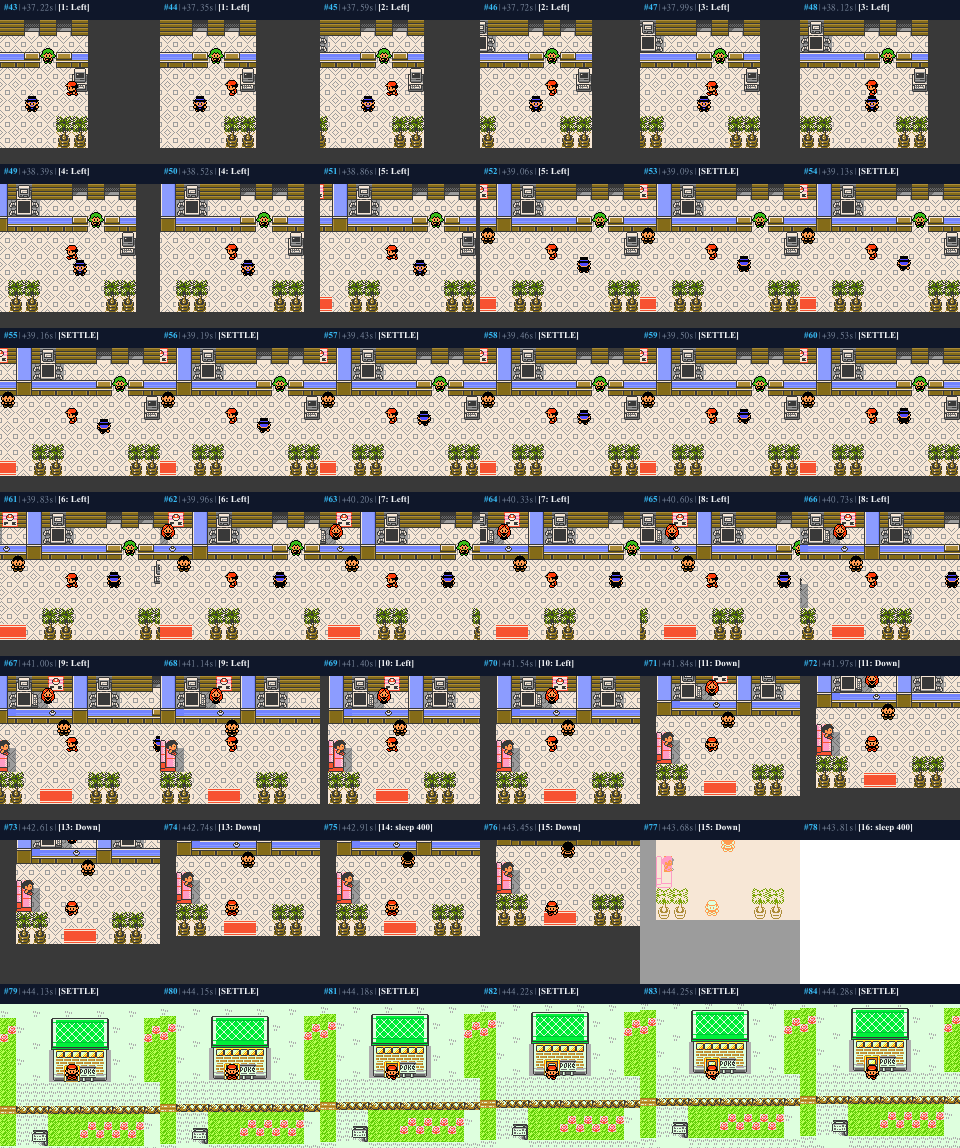 #43|+37.22s|[1: Left]
#44|+37.35s|[1: Left]
#45|+37.59s|[2: Left]
#46|+37.72s|[2: Left]
#47|+37.99s|[3: Left]
#48|+38.12s|[3: Left]
#49|+38.39s|[4: Left]
#50|+38.52s|[4: Left]
#51|+38.86s|[5: Left]
#52|+39.06s|[5: Left]
#53|+39.09s|[SETTLE]
#54|+39.13s|[SETTLE]
#55|+39.16s|[SETTLE]
#56|+39.19s|[SETTLE]
#57|+39.43s|[SETTLE]
#58|+39.46s|[SETTLE]
#59|+39.50s|[SETTLE]
#60|+39.53s|[SETTLE]
#61|+39.83s|[6: Left]
#62|+39.96s|[6: Left]
#63|+40.20s|[7: Left]
#64|+40.33s|[7: Left]
#65|+40.60s|[8: Left]
#66|+40.73s|[8: Left]
#67|+41.00s|[9: Left]
#68|+41.14s|[9: Left]
#69|+41.40s|[10: Left]
#70|+41.54s|[10: Left]
#71|+41.84s|[11: Down]
#72|+41.97s|[11: Down]
#73|+42.61s|[13: Down]
#74|+42.74s|[13: Down]
#75|+42.91s|[14: sleep 400]
#76|+43.45s|[15: Down]
#77|+43.68s|[15: Down]
#78|+43.81s|[16: sleep 400]
#79|+44.13s|[SETTLE]
#80|+44.15s|[SETTLE]
#81|+44.18s|[SETTLE]
#82|+44.22s|[SETTLE]
#83|+44.25s|[SETTLE]
#84|+44.28s|[SETTLE]
POKE
POKE
POKE
POKE
POKE
POKE